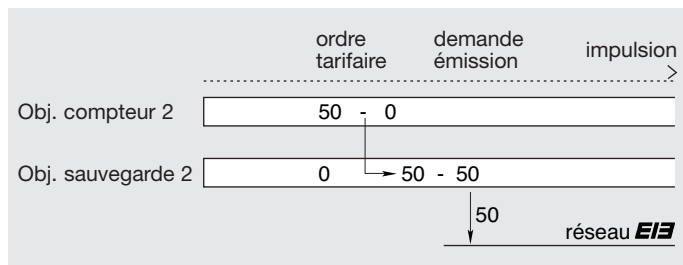 ordre tarifaire
demande émission
impulsion
Obj. compteur 2 50 - 0
Obj. sauvegarde 2 0 50 - 50
50
réseau EIB